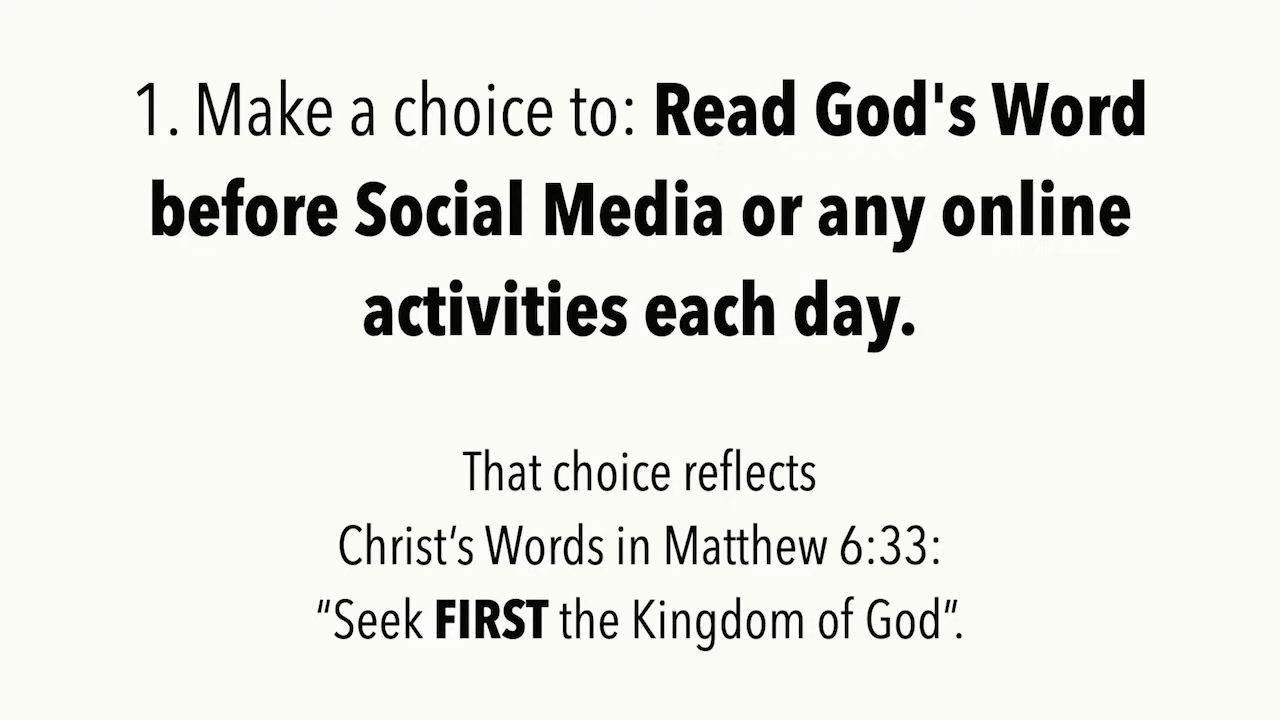 1. Make a choice to: Read God's Word
before Social Media or any online
activities each day.
That choice reflects
Christ‘s Words in Matthew 6:33:
“Seek FIRST the Kingdom of God”.